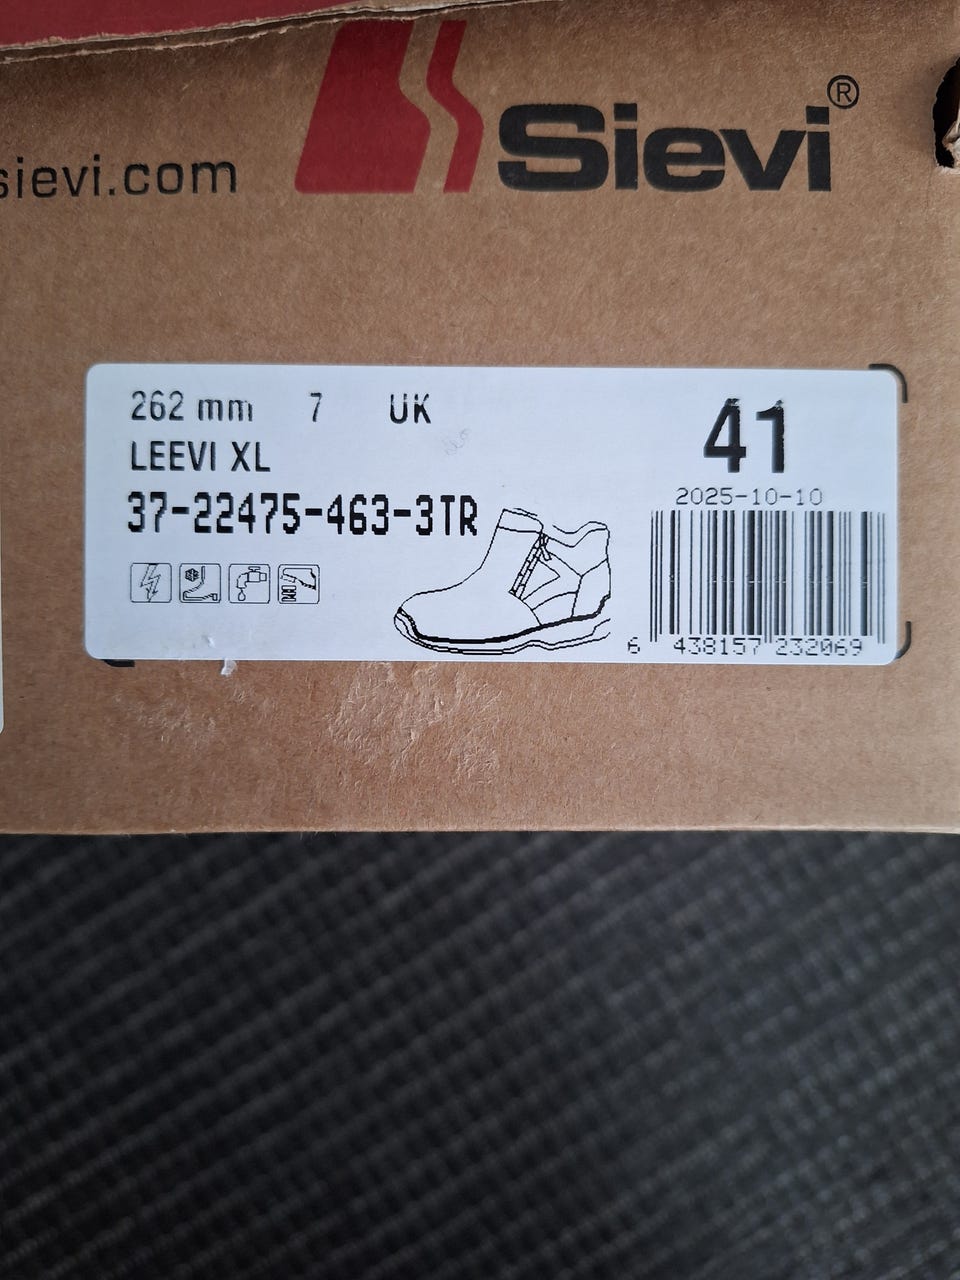 sievi.com
Sievi®
262 mm 7 UK
LEEVI XL
37-22475-463-3TR
41
2025-10-10
6 438157 232069